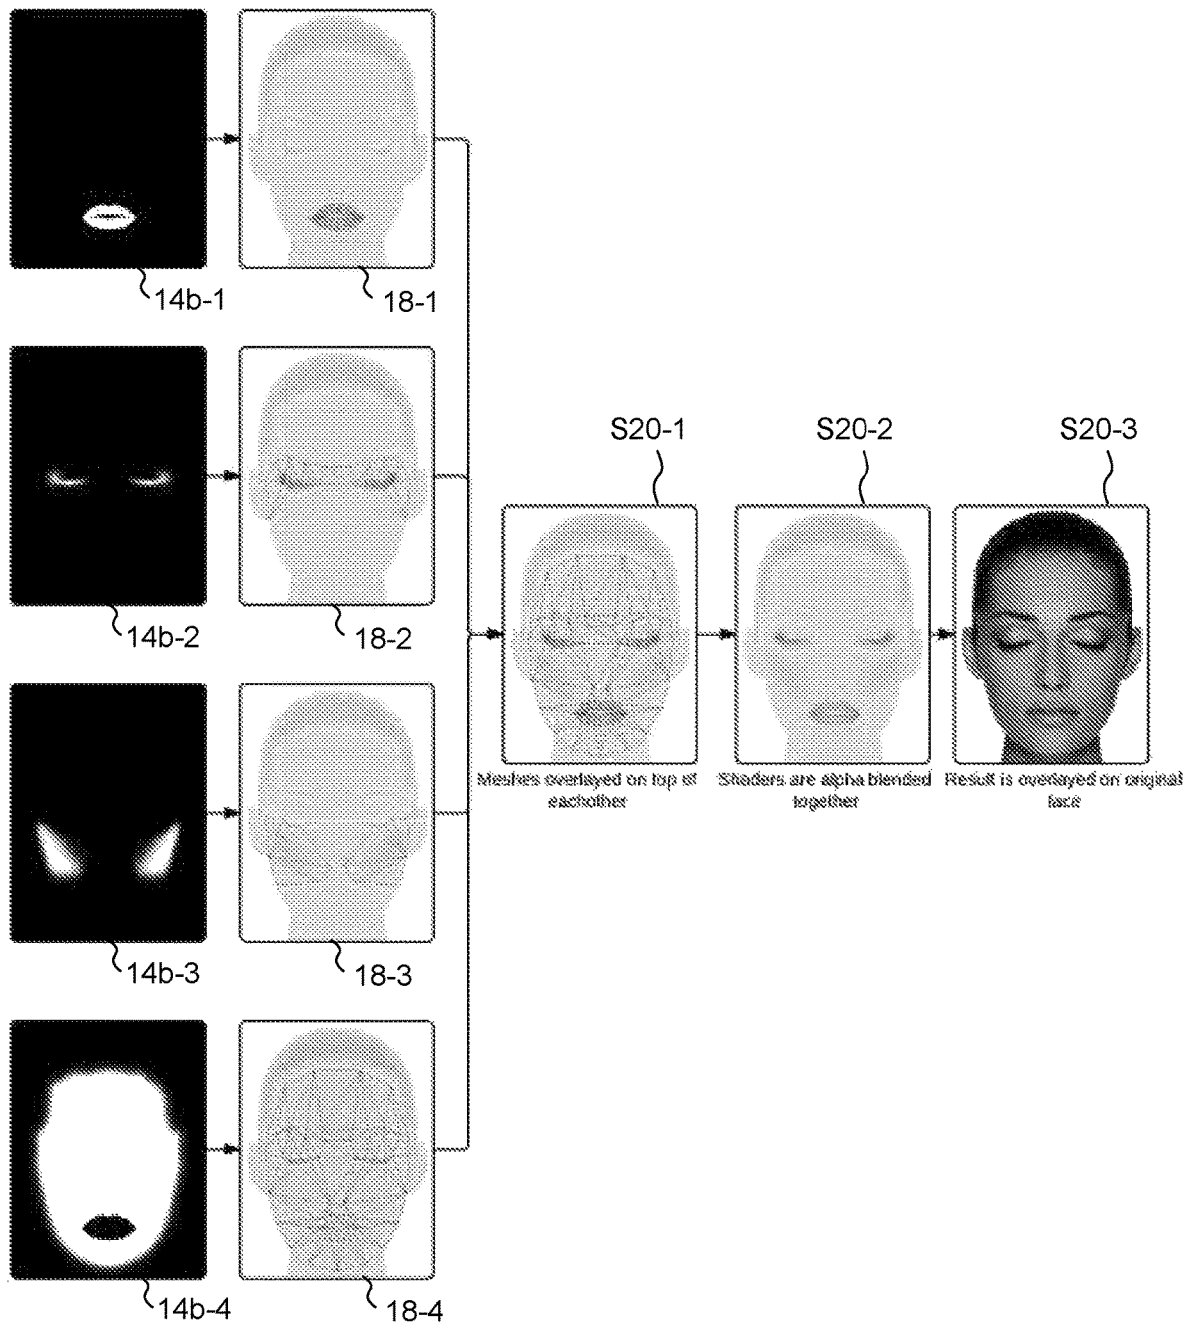 14b-1
18-1
14b-2
18-2
S20-1
S20-2
S20-3
Meshes overlayed on top of
eachother
Shaders are alpha blended
together
Result is overlayed on original
face
14b-3
18-3
14b-4
18-4